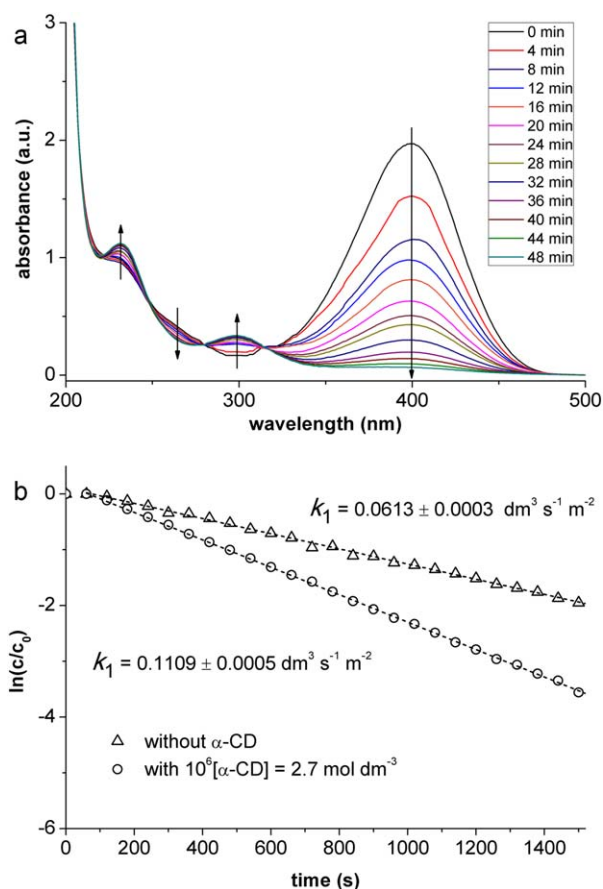 a
absorbance (a.u.)
3
2
1
0
200
300
400
500
wavelength (nm)
0 min
4 min
8 min
12 min
16 min
20 min
24 min
28 min
32 min
36 min
40 min
44 min
48 min
b
ln(c/c₀)
0
-2
-4
-6
k₁ = 0.0613 ± 0.0003 dm³ s⁻¹ m⁻²
k₁ = 0.1109 ± 0.0005 dm³ s⁻¹ m⁻²
without α-CD
with 10⁶[α-CD] = 2.7 mol dm⁻³
0 200 400 600 800 1000 1200 1400
time (s)